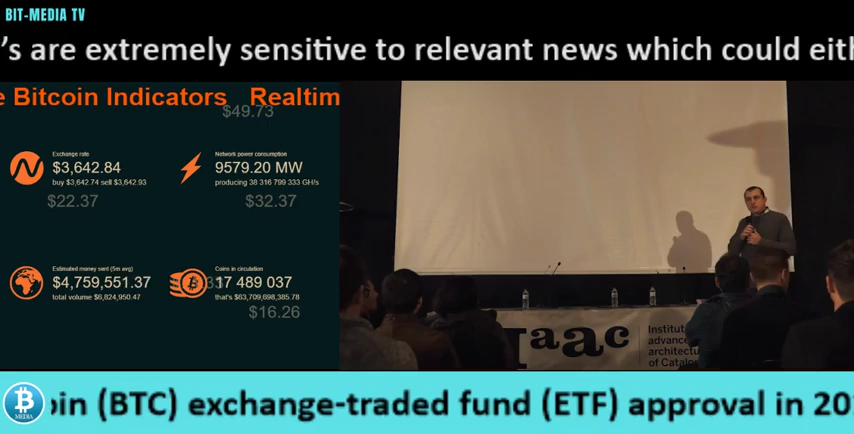 BIT-MEDIA TV
's are extremely sensitive to relevant news which could eith
e Bitcoin Indicators Realtim
$49.73
Exchange rate
$3,642.84
buy $3,642.74 sell $3,642.93
$22.37
Network power consumption
9579.20 MW
producing 38 316 799 333 GH/s
$32.37
Estimated money sent (5m avg)
$4,759,551.37
total volume $6,824,950.47
Coins in circulation
17 489 037
that's $63,709,698,385.78
$16.26
Iaac
Institut
advance
architectu
of Catalon
B
MEDIA
oin (BTC) exchange-traded fund (ETF) approval in 20